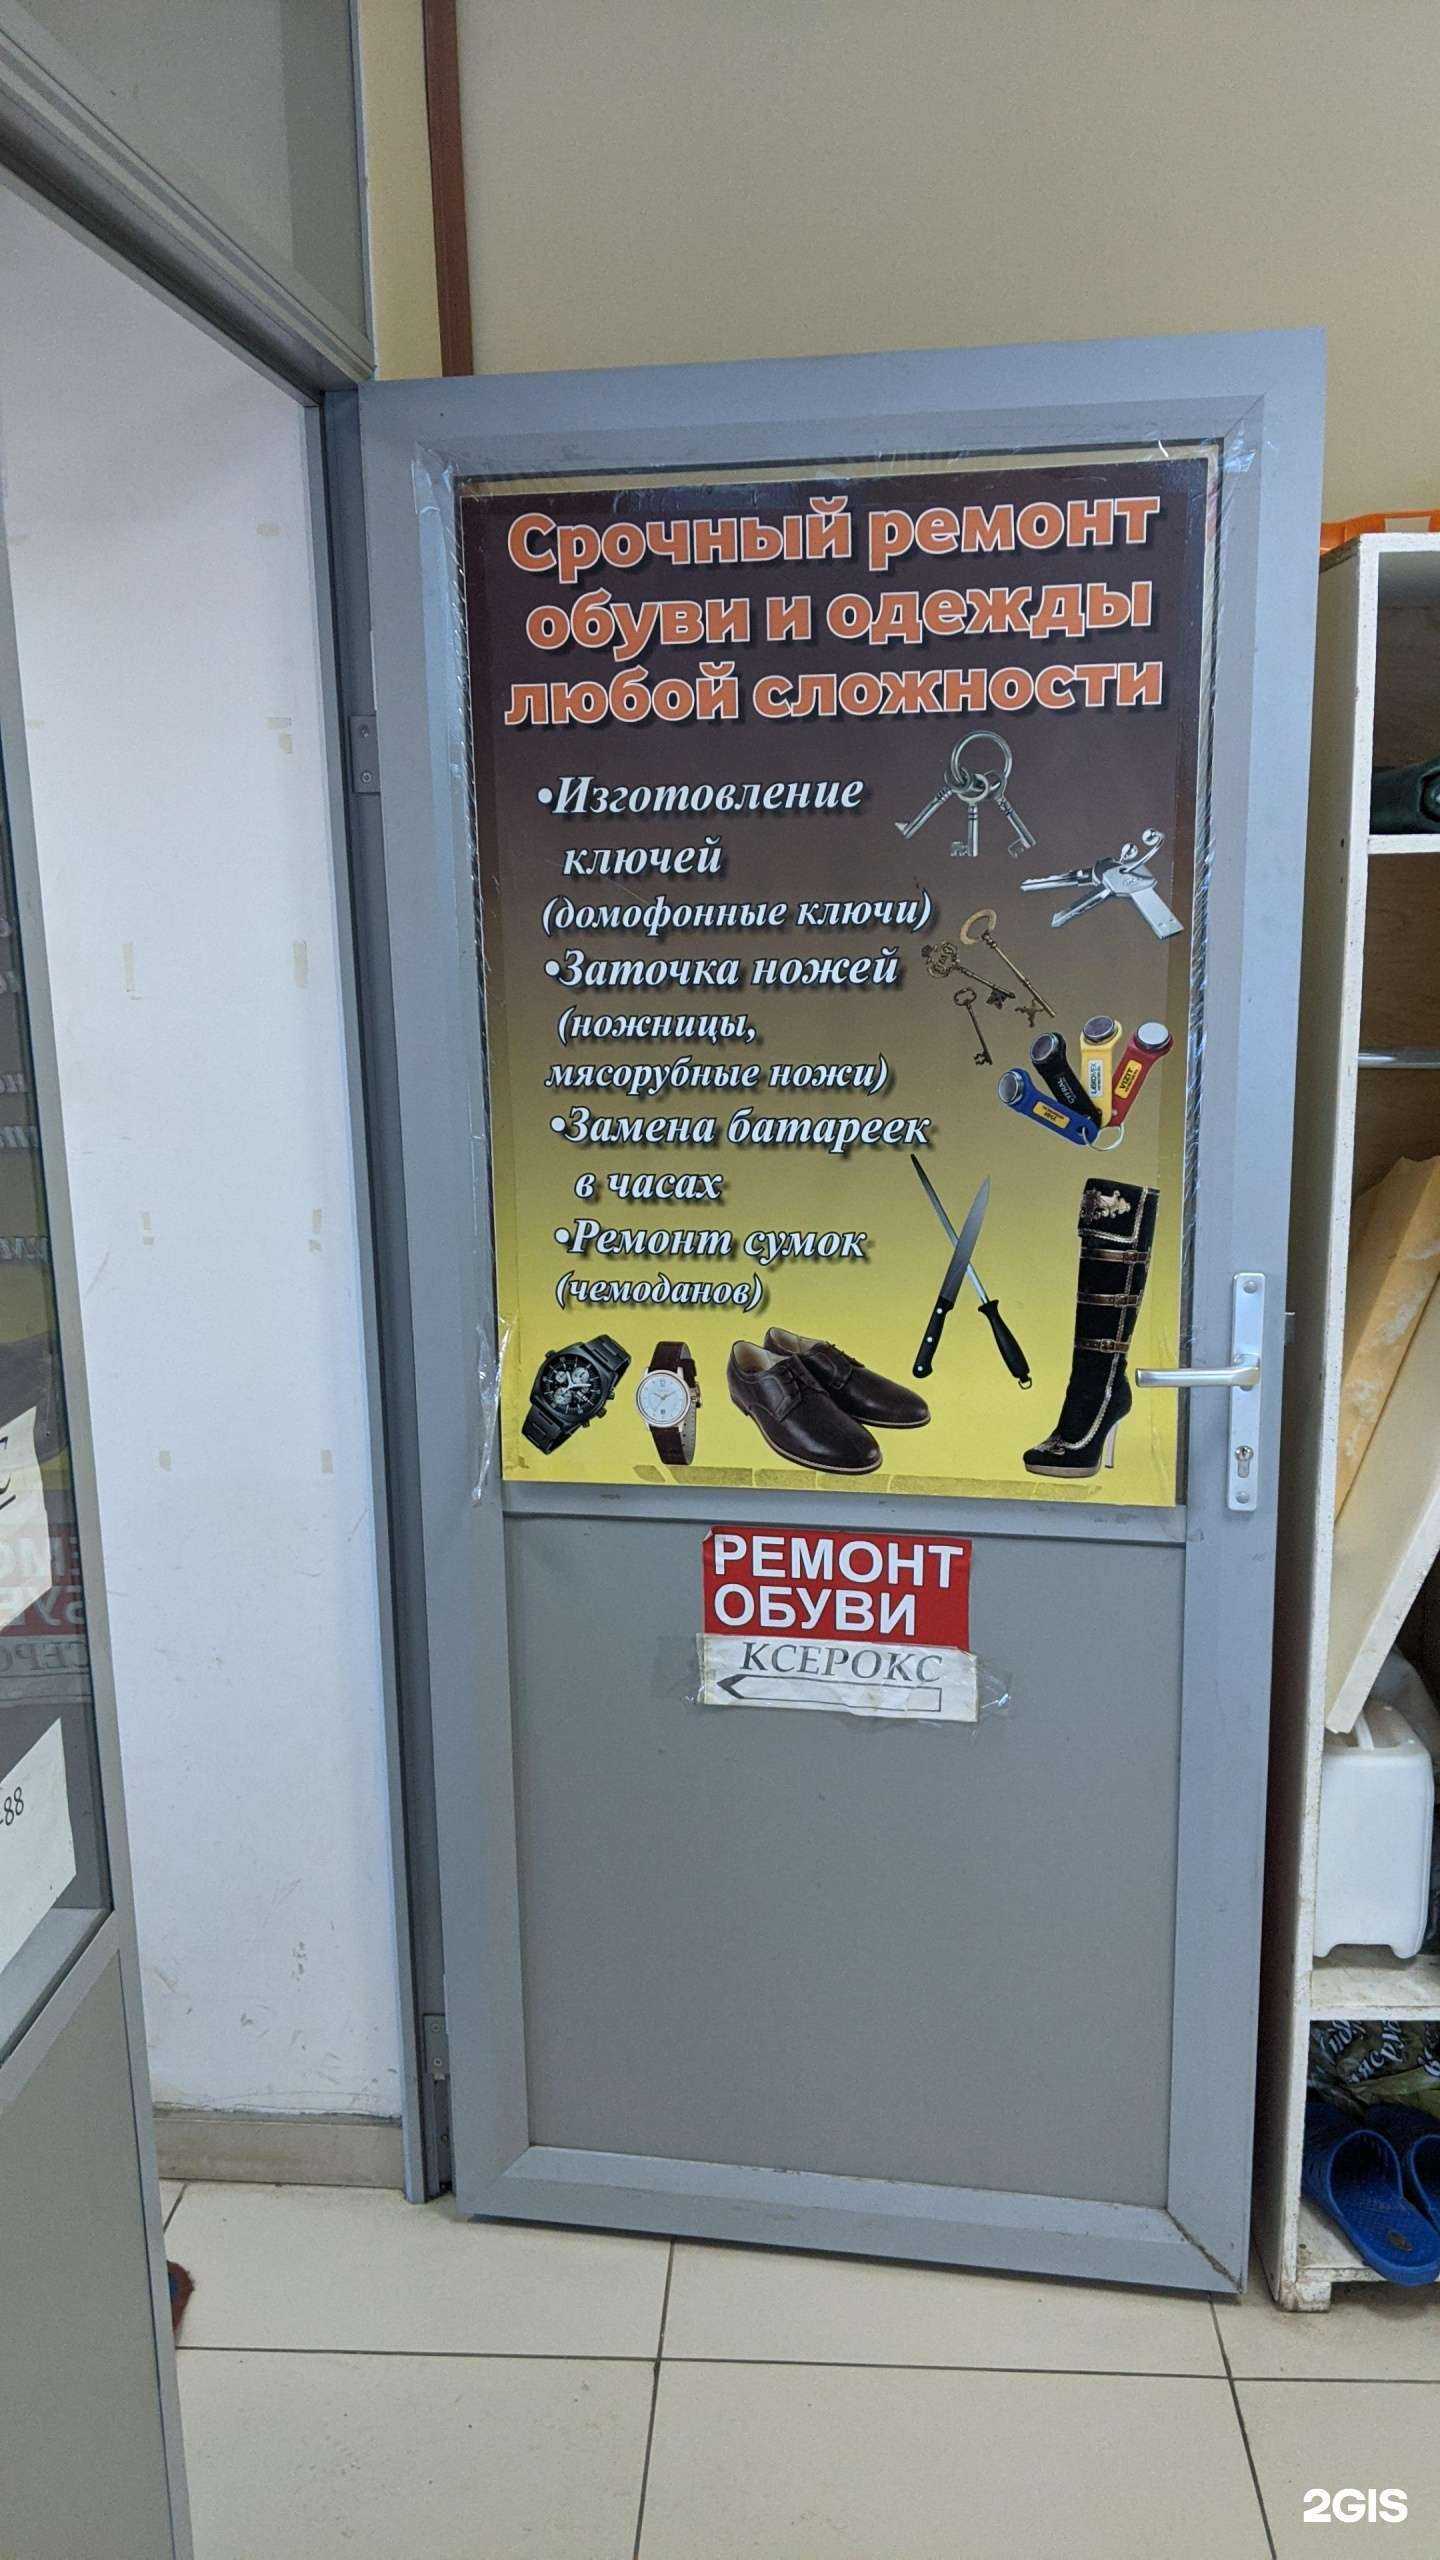 Срочный ремонт
обуви и одежды
любой сложности
•Изготовление
ключей
(домофонные ключи)
•Заточка ножей
(ножницы,
мясорубные ножи)
•Замена батареек
в часах
•Ремонт сумок
(чемоданов)
РЕМОНТ
ОБУВИ
КСЕРОКС
88
2GIS